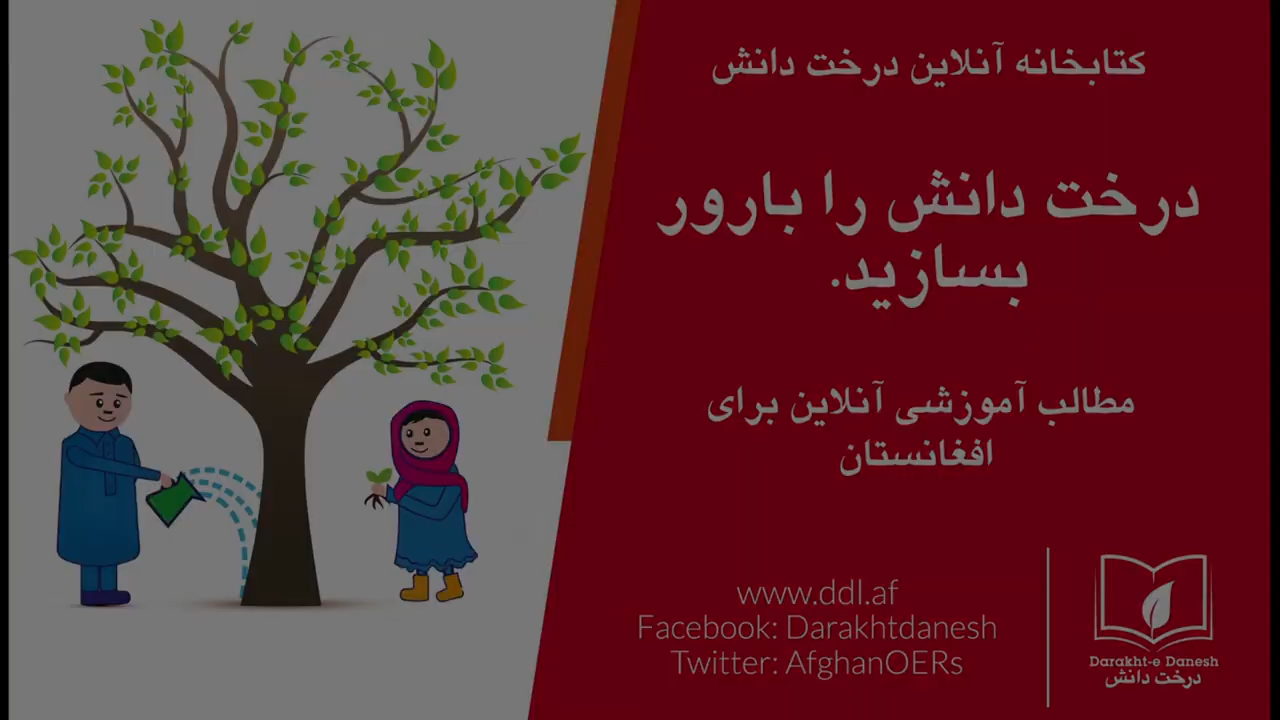 کتابخانه آنلاین درخت دانش
درخت دانش را بارور
بسازید.
مطالب آموزشی آنلاین برای
افغانستان
www.ddl.af
Facebook: Darakhtdanesh
Twitter: AfghanOERs
Darakht-e Danesh
درخت دانش